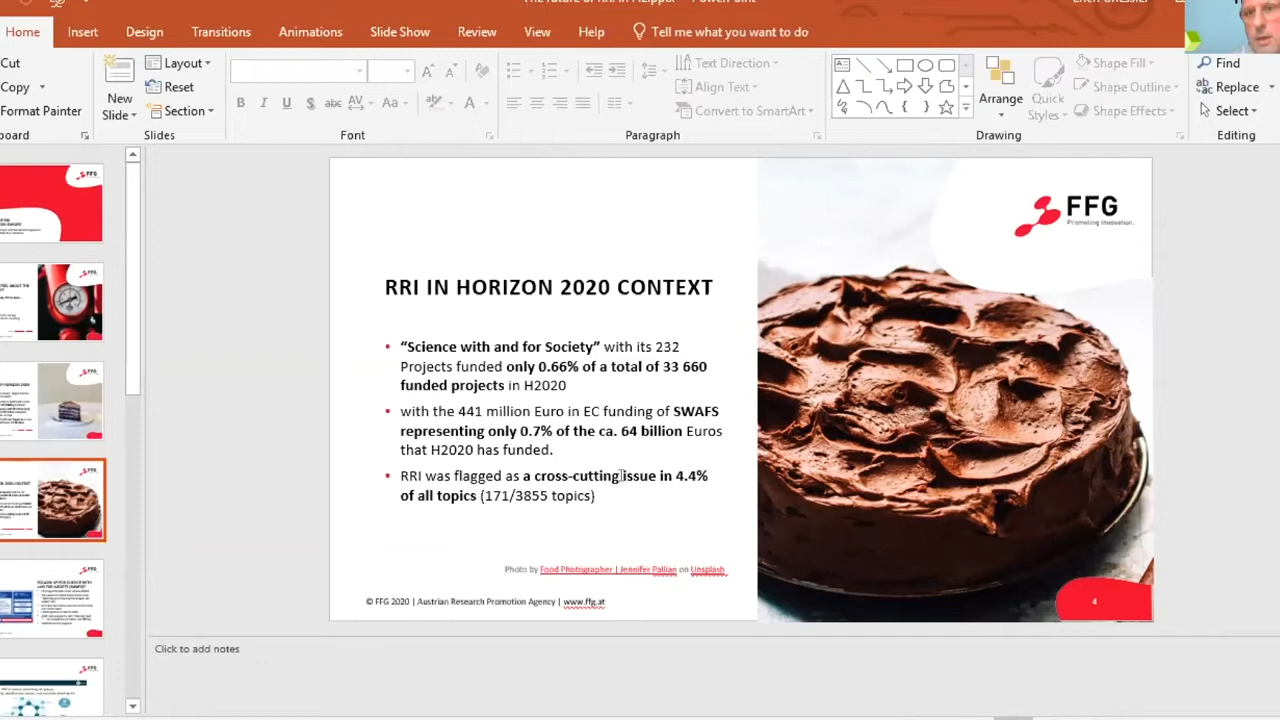 Home Insert Design Transitions Animations Slide Show Review View Help Tell me what you want to do
Cut
Copy
Format Painter
New
Slide
Layout
Reset
Section
Slides
Font
Text Direction
Align Text
Convert to SmartArt
Paragraph
Arrange
Quick
Styles
Shape Fill
Shape Outline
Shape Effects
Drawing
Find
Replace
Select
Editing
FFG
Promoting Innovation.
RRI IN HORIZON 2020 CONTEXT
• “Science with and for Society” with its 232
Projects funded only 0.66% of a total of 33 660
funded projects in H2020
• with the 441 million Euro in EC funding of SWAFS
representing only 0.7% of the ca. 64 billion Euros
that H2020 has funded.
• RRI was flagged as a cross-cutting issue in 4.4%
of all topics (171/3855 topics)
Photo by Food Photographer | Jennifer Pallian on Unsplash
© FFG 2020 | Austrian Research Promotion Agency | www.ffg.at
4
Click to add notes